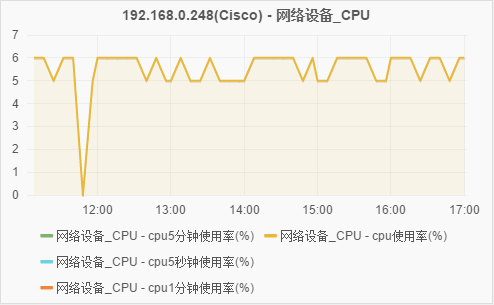 192.168.0.248(Cisco) - 网络设备_CPU
7
6
5
4
3
2
1
0
12:00 13:00 14:00 15:00 16:00 17:00
网络设备_CPU - cpu5分钟使用率(%) 网络设备_CPU - cpu使用率(%)
网络设备_CPU - cpu5秒钟使用率(%)
网络设备_CPU - cpu1分钟使用率(%)